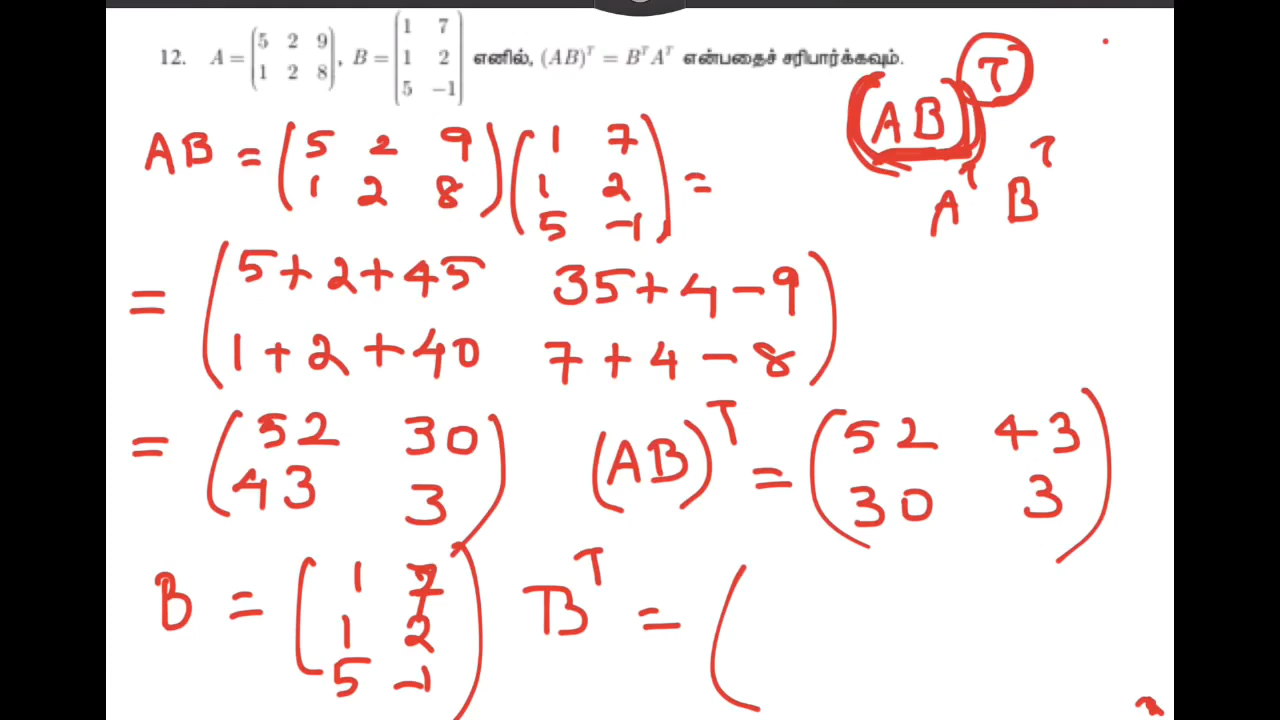 12. A = (5 2 9 / 1 2 8), B = (1 7 / 1 2 / 5 −1) எனில், (AB)^T = B^T A^T என்பதைச் சரிபார்க்கவும்.
(AB)^T
A^T B^T
AB = (5 2 9 / 1 2 8) (1 7 / 1 2 / 5 -1) =
= (5+2+45 35+4-9 / 1+2+40 7+4-8)
= (52 30 / 43 3) (AB)^T = (52 43 / 30 3)
B = (1 7 / 1 2 / 5 -1) B^T = (